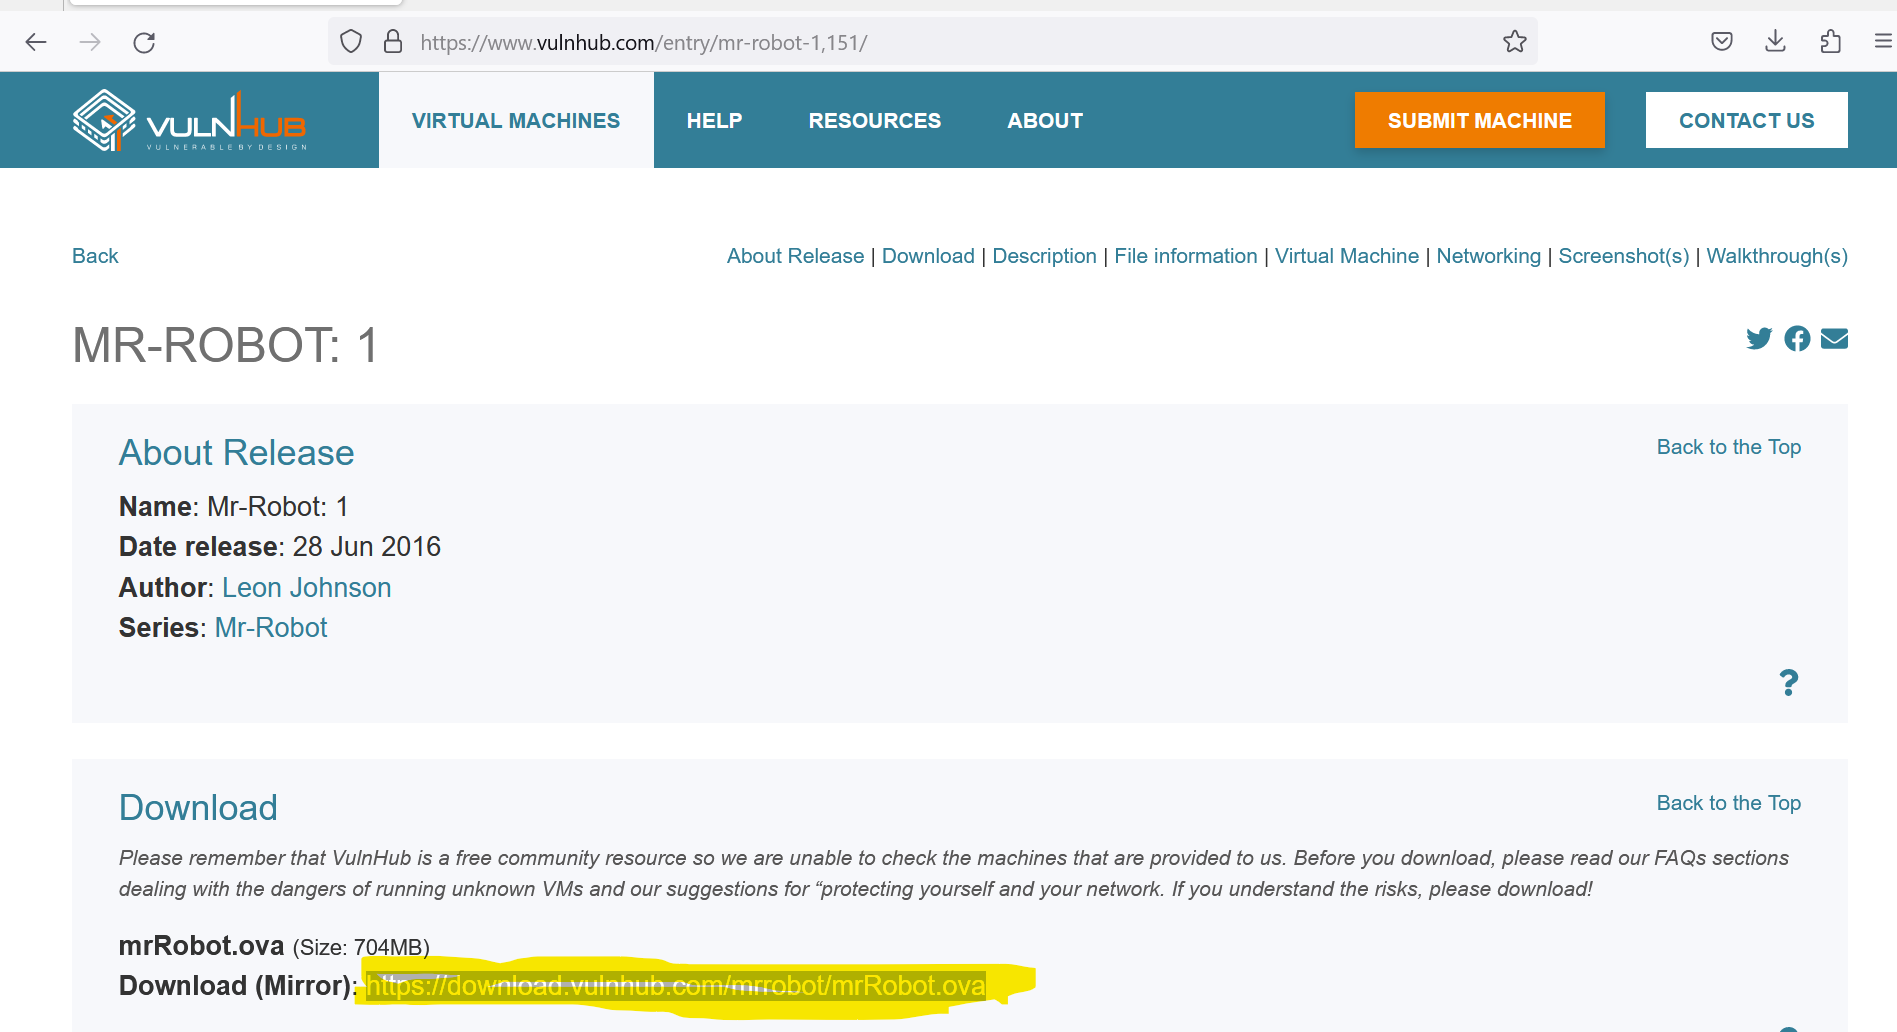 https://www.vulnhub.com/entry/mr-robot-1,151/
VULNHUB
VULNERABLE BY DESIGN
VIRTUAL MACHINES
HELP
RESOURCES
ABOUT
SUBMIT MACHINE
CONTACT US
Back
About Release | Download | Description | File information | Virtual Machine | Networking | Screenshot(s) | Walkthrough(s)
MR-ROBOT: 1
About Release
Back to the Top
Name: Mr-Robot: 1
Date release: 28 Jun 2016
Author: Leon Johnson
Series: Mr-Robot
?
Download
Back to the Top
Please remember that VulnHub is a free community resource so we are unable to check the machines that are provided to us. Before you download, please read our FAQs sections
dealing with the dangers of running unknown VMs and our suggestions for “protecting yourself and your network. If you understand the risks, please download!
mrRobot.ova (Size: 704MB)
Download (Mirror): https://download.vulnhub.com/mrrobot/mrRobot.ova